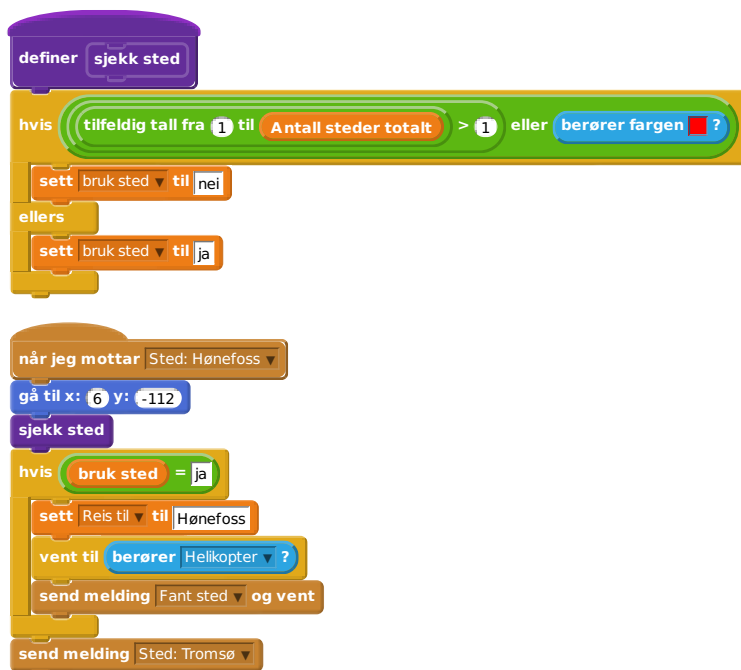 definer sjekk sted
hvis tilfeldig tall fra 1 til Antall steder totalt > 1 eller berører fargen ?
sett bruk sted til nei
ellers
sett bruk sted til ja
når jeg mottar Sted: Hønefoss
gå til x: 6 y: -112
sjekk sted
hvis bruk sted = ja
sett Reis til til Hønefoss
vent til berører Helikopter ?
send melding Fant sted og vent
send melding Sted: Tromsø